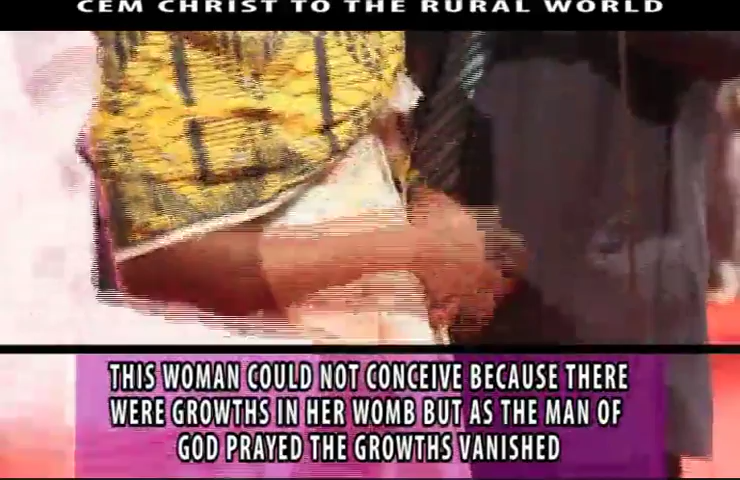 CEM CHRIST TO THE RURAL WORLD
THIS WOMAN COULD NOT CONCEIVE BECAUSE THERE
WERE GROWTHS IN HER WOMB BUT AS THE MAN OF
GOD PRAYED THE GROWTHS VANISHED